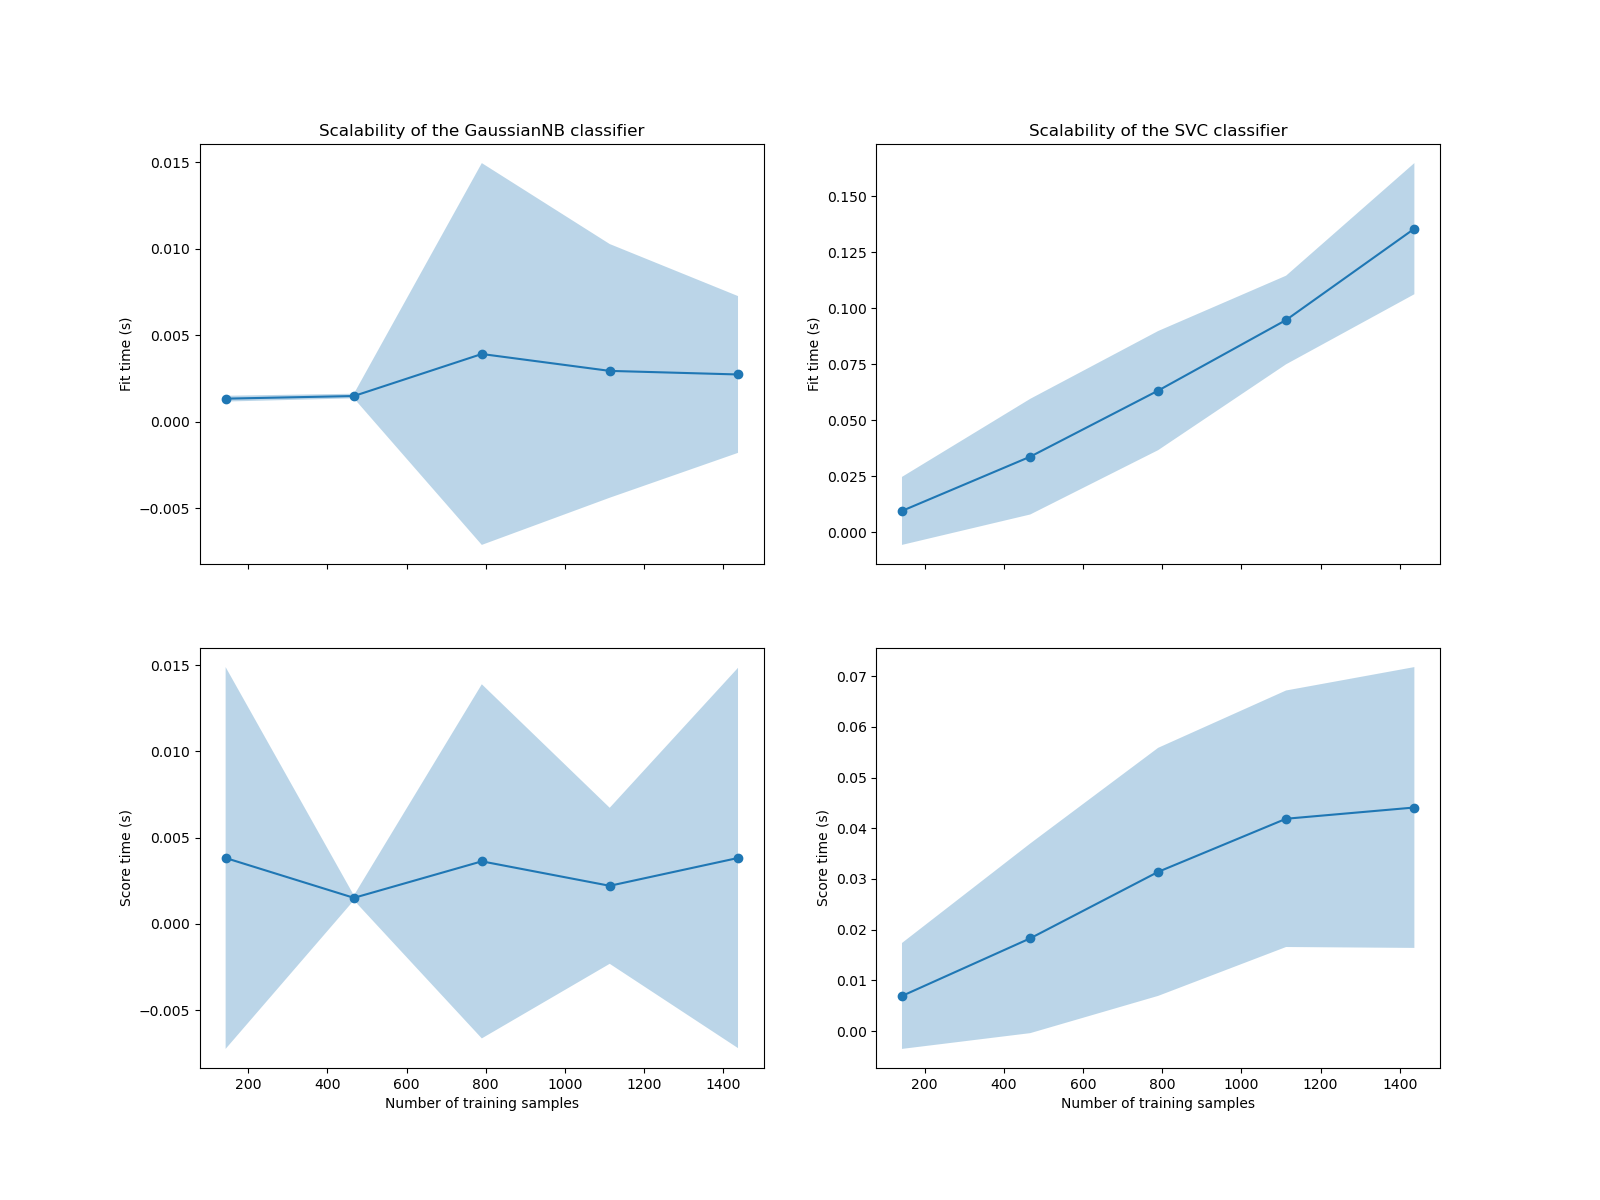 Scalability of the GaussianNB classifier
0.015
0.010
0.005
0.000
−0.005
Fit time (s)
Scalability of the SVC classifier
0.150
0.125
0.100
0.075
0.050
0.025
0.000
Fit time (s)
0.015
0.010
0.005
0.000
−0.005
Score time (s)
200 400 600 800 1000 1200 1400
Number of training samples
0.07
0.06
0.05
0.04
0.03
0.02
0.01
0.00
Score time (s)
200 400 600 800 1000 1200 1400
Number of training samples